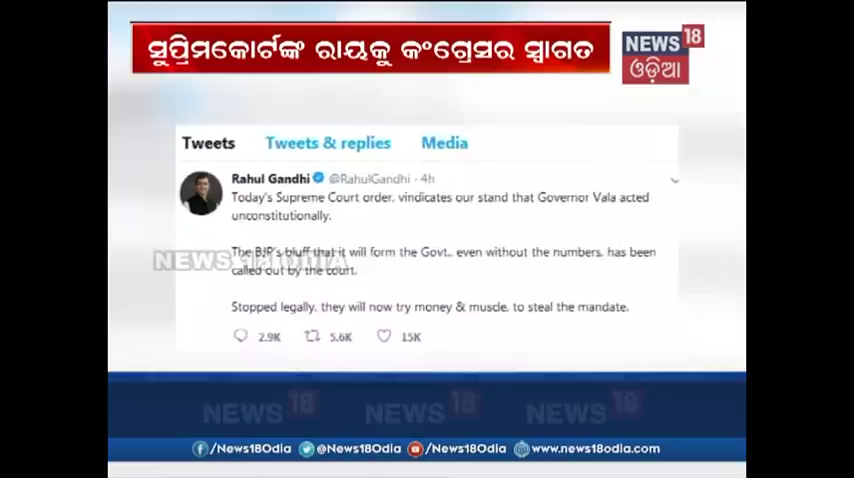 ସୁପ୍ରିମକୋର୍ଟଙ୍କ ରାୟକୁ କଂଗ୍ରେସର ସ୍ୱାଗତ
NEWS 18
ଓଡ଼ିଆ
Tweets Tweets & replies Media
Rahul Gandhi @RahulGandhi · 4h
Today's Supreme Court order, vindicates our stand that Governor Vala acted
unconstitutionally.
The BJP's bluff that it will form the Govt., even without the numbers, has been
called out by the court.
Stopped legally, they will now try money & muscle, to steal the mandate.
2.9K 5.6K 15K
NEWS18 NEWS18 NEWS18
/News18Odia @News18Odia /News18Odia www.news18odia.com